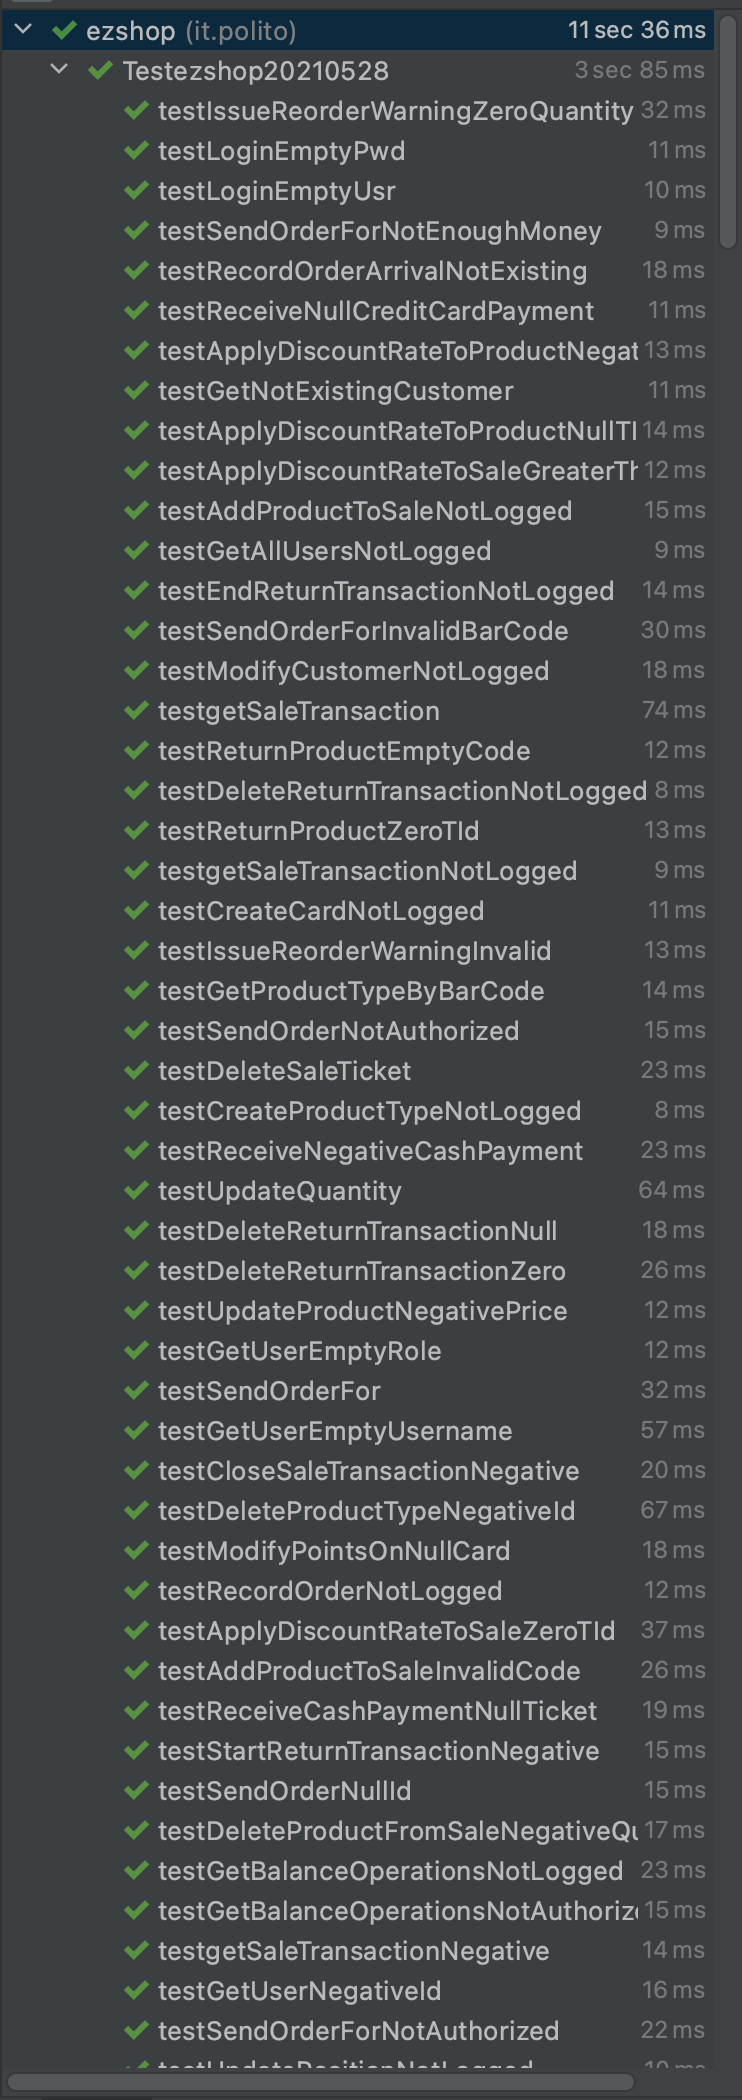 ezshop (it.polito) 11 sec 36 ms
Testezshop20210528 3 sec 85 ms
testIssueReorderWarningZeroQuantity 32 ms
testLoginEmptyPwd 11 ms
testLoginEmptyUsr 10 ms
testSendOrderForNotEnoughMoney 9 ms
testRecordOrderArrivalNotExisting 18 ms
testReceiveNullCreditCardPayment 11 ms
testApplyDiscountRateToProductNegat 13 ms
testGetNotExistingCustomer 11 ms
testApplyDiscountRateToProductNullTI 14 ms
testApplyDiscountRateToSaleGreaterTh 12 ms
testAddProductToSaleNotLogged 15 ms
testGetAllUsersNotLogged 9 ms
testEndReturnTransactionNotLogged 14 ms
testSendOrderForInvalidBarCode 30 ms
testModifyCustomerNotLogged 18 ms
testgetSaleTransaction 74 ms
testReturnProductEmptyCode 12 ms
testDeleteReturnTransactionNotLogged 8 ms
testReturnProductZeroTId 13 ms
testgetSaleTransactionNotLogged 9 ms
testCreateCardNotLogged 11 ms
testIssueReorderWarningInvalid 13 ms
testGetProductTypeByBarCode 14 ms
testSendOrderNotAuthorized 15 ms
testDeleteSaleTicket 23 ms
testCreateProductTypeNotLogged 8 ms
testReceiveNegativeCashPayment 23 ms
testUpdateQuantity 64 ms
testDeleteReturnTransactionNull 18 ms
testDeleteReturnTransactionZero 26 ms
testUpdateProductNegativePrice 12 ms
testGetUserEmptyRole 12 ms
testSendOrderFor 32 ms
testGetUserEmptyUsername 57 ms
testCloseSaleTransactionNegative 20 ms
testDeleteProductTypeNegativeId 67 ms
testModifyPointsOnNullCard 18 ms
testRecordOrderNotLogged 12 ms
testApplyDiscountRateToSaleZeroTId 37 ms
testAddProductToSaleInvalidCode 26 ms
testReceiveCashPaymentNullTicket 19 ms
testStartReturnTransactionNegative 15 ms
testSendOrderNullId 15 ms
testDeleteProductFromSaleNegativeQu 17 ms
testGetBalanceOperationsNotLogged 23 ms
testGetBalanceOperationsNotAuthorize 15 ms
testgetSaleTransactionNegative 14 ms
testGetUserNegativeId 16 ms
testSendOrderForNotAuthorized 22 ms
testUpdatePositionNotLogged 10 ms